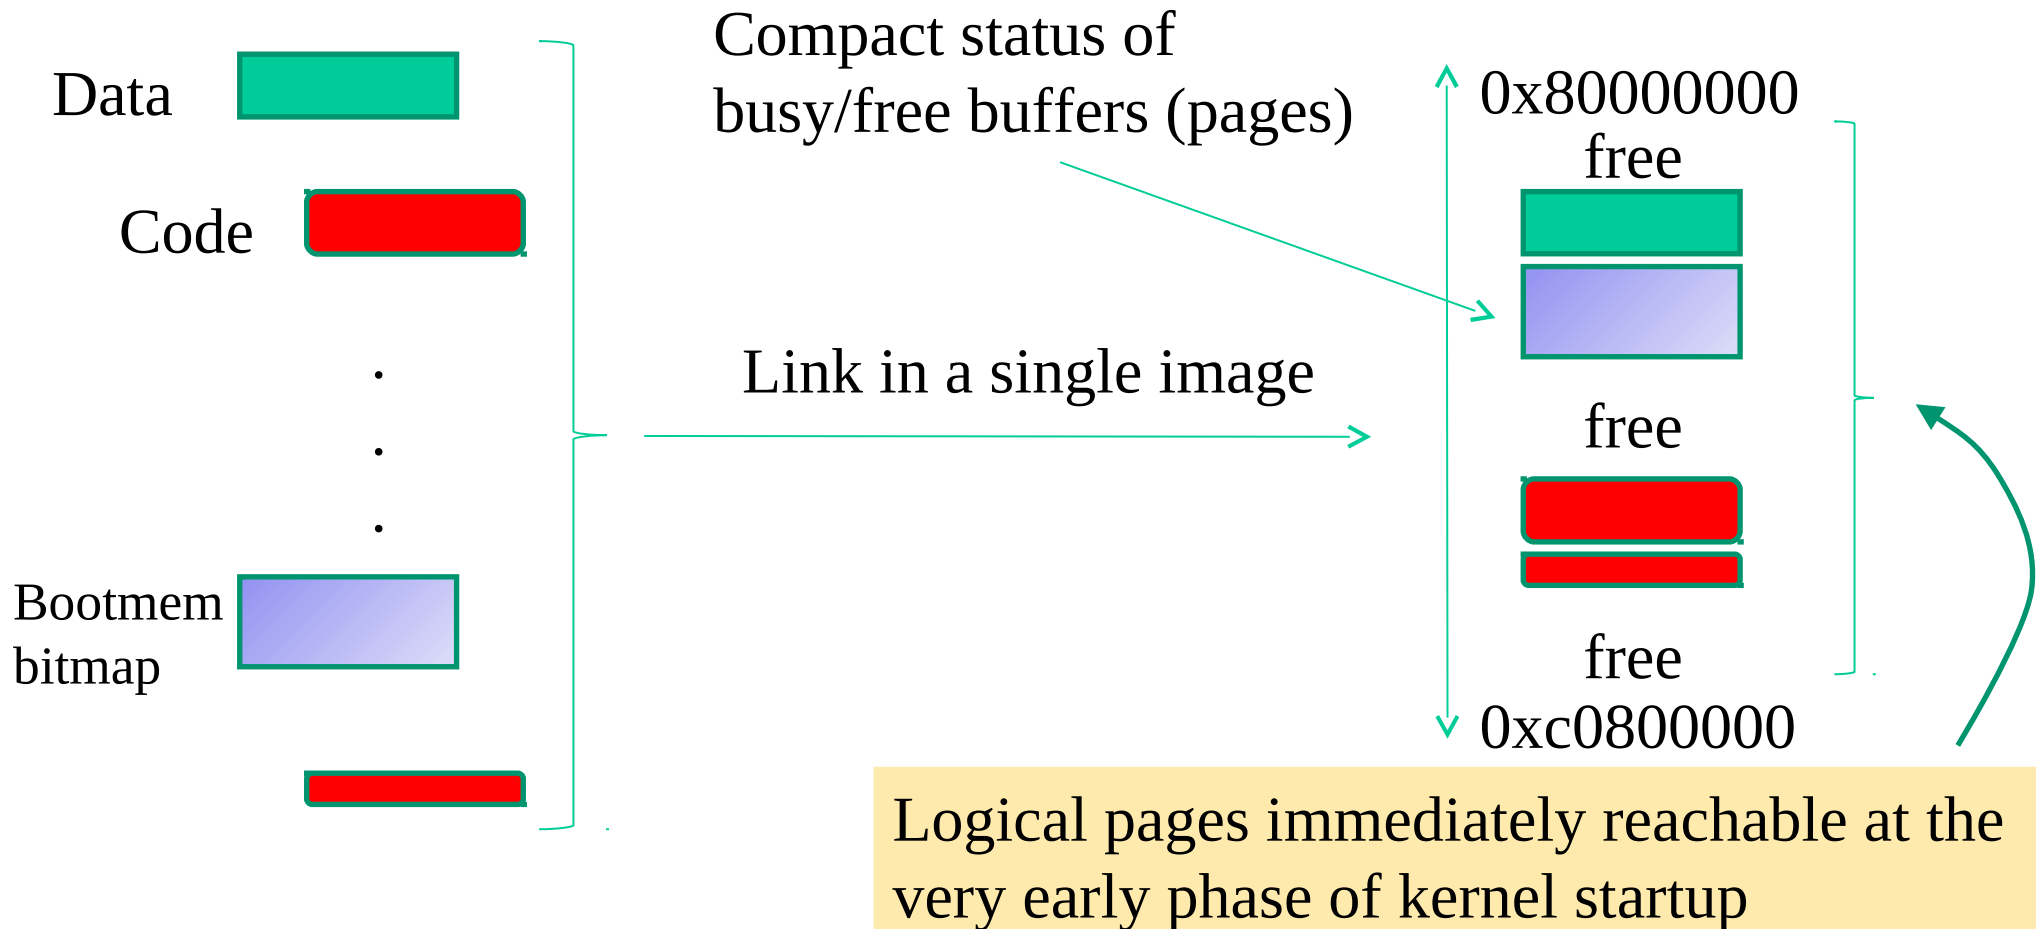 Data
Code
.
.
.
Bootmem
bitmap
Compact status of
busy/free buffers (pages)
Link in a single image
0x80000000
free
free
free
0xc0800000
Logical pages immediately reachable at the
very early phase of kernel startup